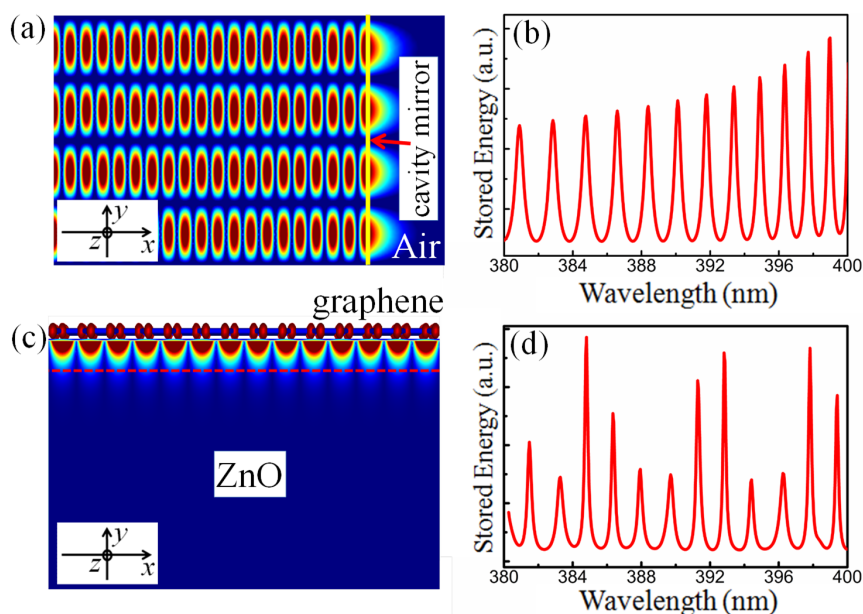 (a)
y
z
x
cavity mirror
Air
(b)
Stored Energy (a.u.)
380 384 388 392 396 400
Wavelength (nm)
graphene
(c)
ZnO
y
z
x
(d)
Stored Energy (a.u.)
380 384 388 392 396 400
Wavelength (nm)